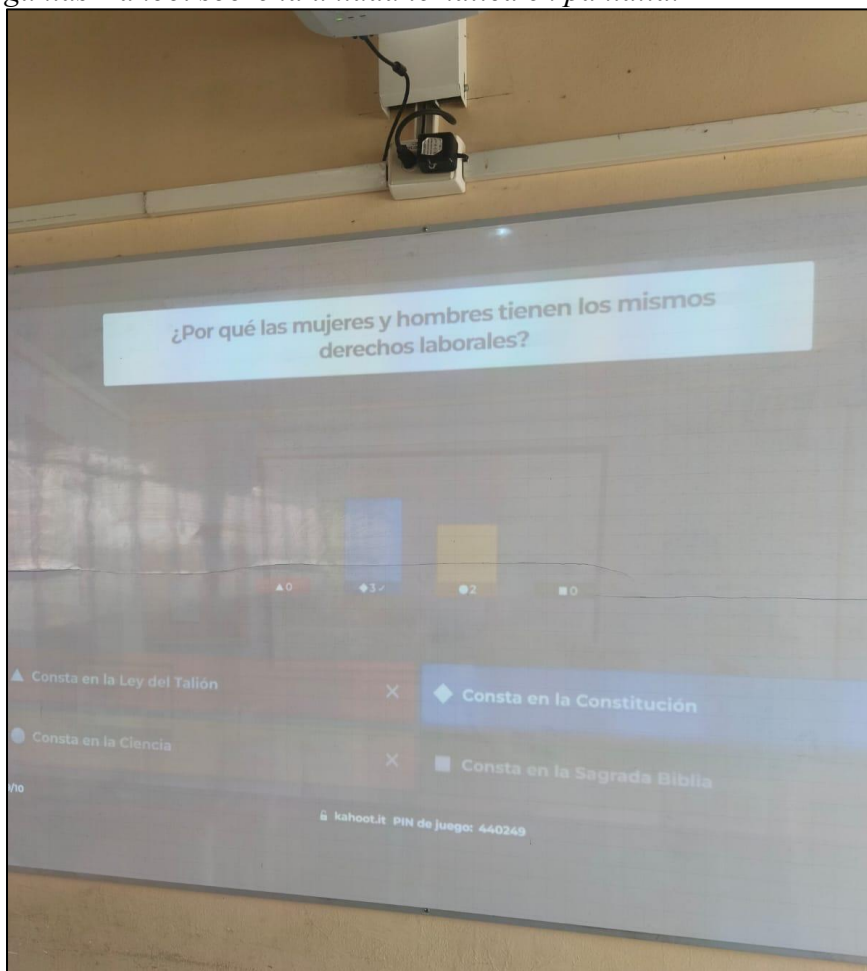 ¿Por qué las mujeres y hombres tienen los mismos
derechos laborales?
▲0 ◆3✓ ●2 ■0
▲ Consta en la Ley del Talión ✕
◆ Consta en la Constitución
● Consta en la Ciencia ✕
■ Consta en la Sagrada Biblia
/10
kahoot.it PIN de juego: 440249